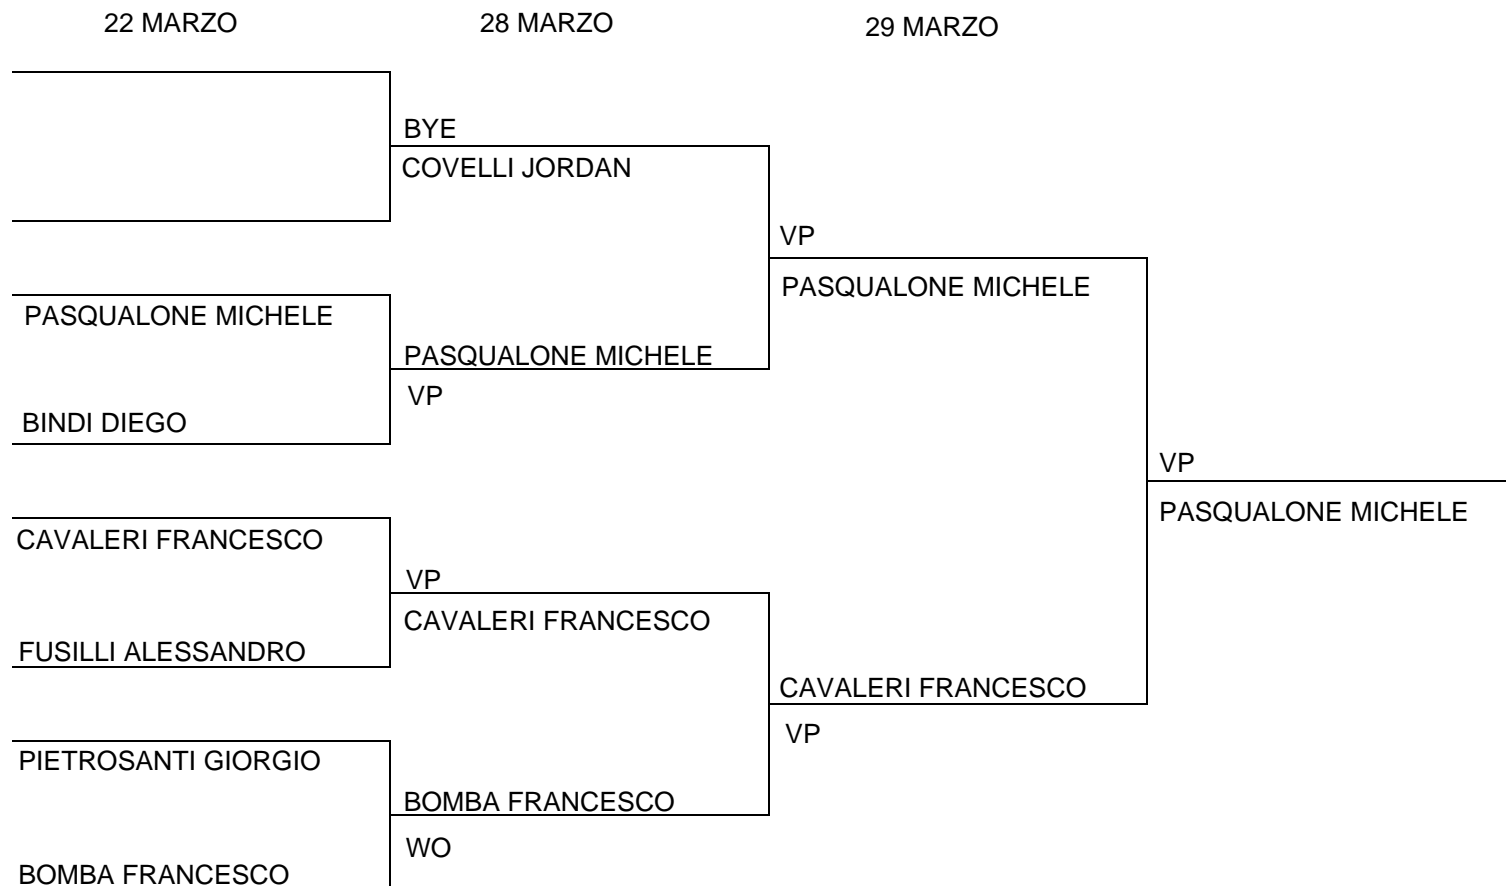 22 MARZO
28 MARZO
29 MARZO
BYE
COVELLI JORDAN
VP
PASQUALONE MICHELE
PASQUALONE MICHELE
PASQUALONE MICHELE
VP
BINDI DIEGO
VP
PASQUALONE MICHELE
CAVALERI FRANCESCO
VP
CAVALERI FRANCESCO
FUSILLI ALESSANDRO
CAVALERI FRANCESCO
VP
PIETROSANTI GIORGIO
BOMBA FRANCESCO
WO
BOMBA FRANCESCO